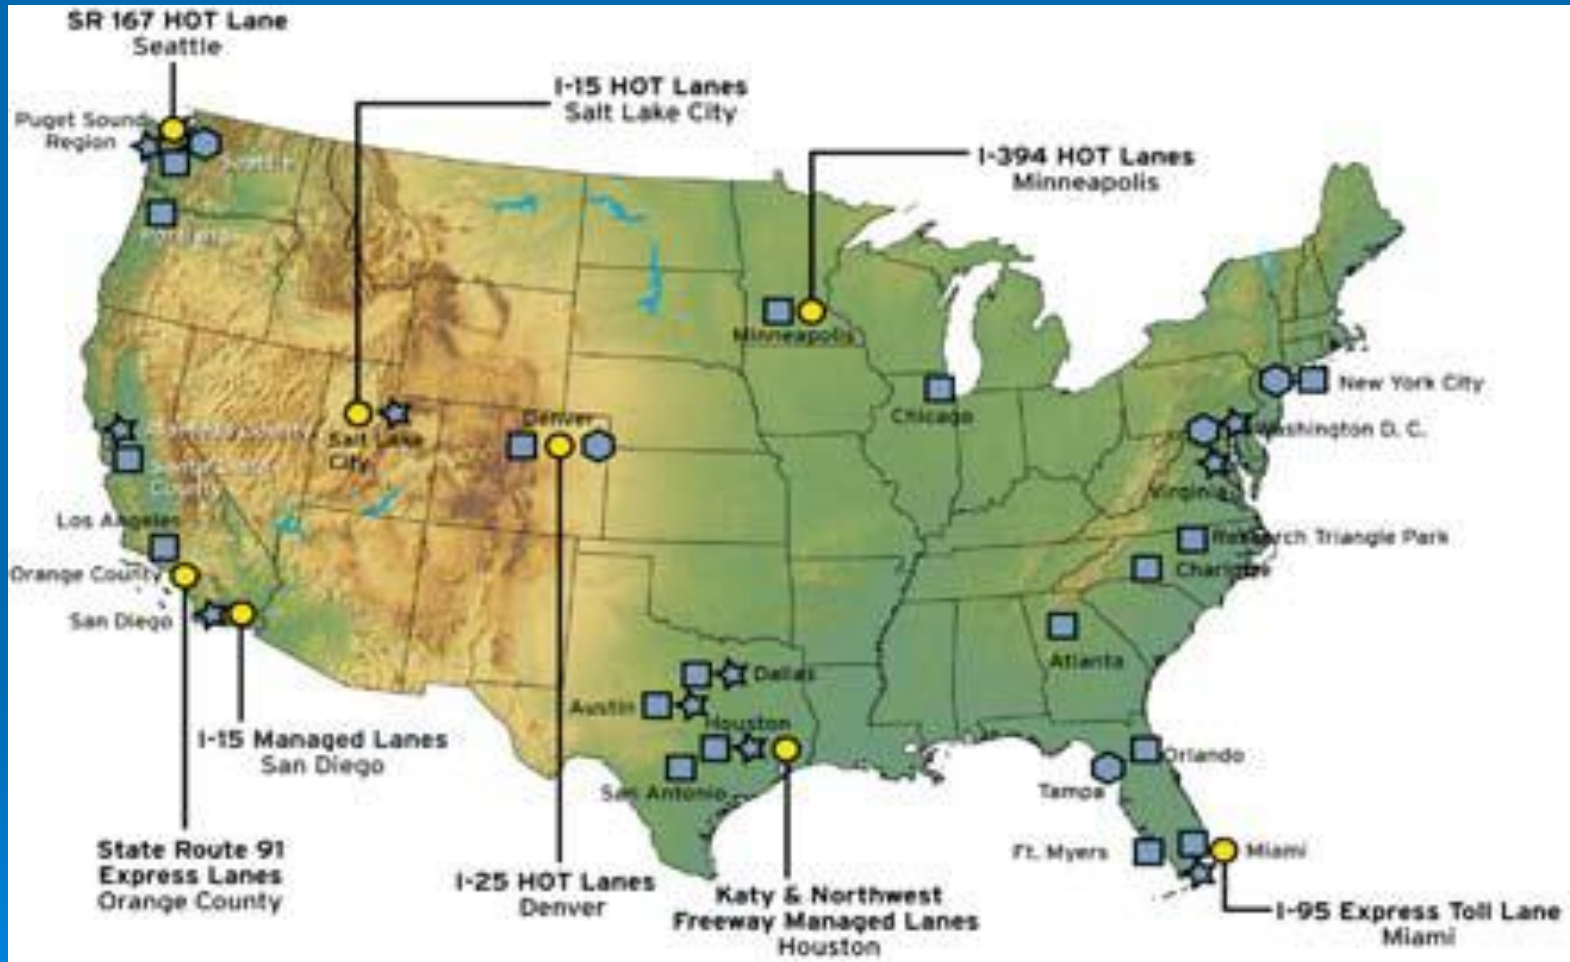 SR 167 HOT Lane
Seattle
I-15 HOT Lanes
Salt Lake City
Puget Sound
Region
Seattle
I-394 HOT Lanes
Minneapolis
Portland
Minneapolis
New York City
Chicago
Denver
Washington D. C.
Salt Lake
City
County
Virginia
Los Angeles
Research Triangle Park
Orange County
Charlotte
San Diego
Atlanta
Dallas
Austin
Houston
I-15 Managed Lanes
San Diego
Orlando
San Antonio
Tampa
State Route 91
Express Lanes
Orange County
Ft. Myers
Miami
I-25 HOT Lanes
Denver
Katy & Northwest
Freeway Managed Lanes
Houston
I-95 Express Toll Lane
Miami